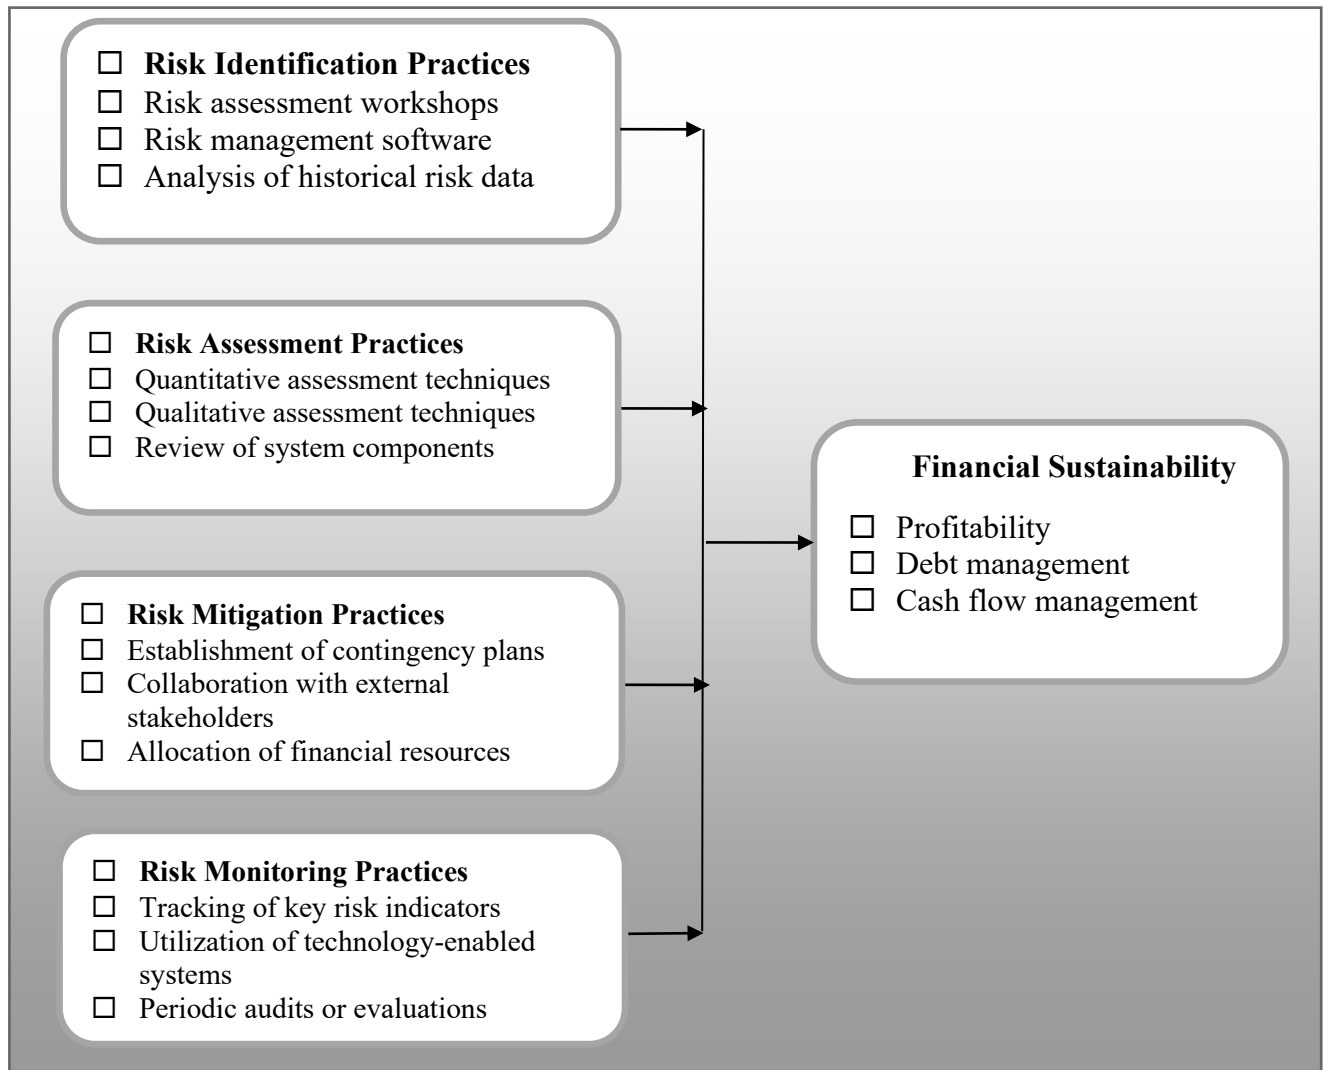 Risk Identification Practices
Risk assessment workshops
Risk management software
Analysis of historical risk data
Risk Assessment Practices
Quantitative assessment techniques
Qualitative assessment techniques
Review of system components
Risk Mitigation Practices
Establishment of contingency plans
Collaboration with external
stakeholders
Allocation of financial resources
Risk Monitoring Practices
Tracking of key risk indicators
Utilization of technology-enabled
systems
Periodic audits or evaluations
Financial Sustainability
Profitability
Debt management
Cash flow management